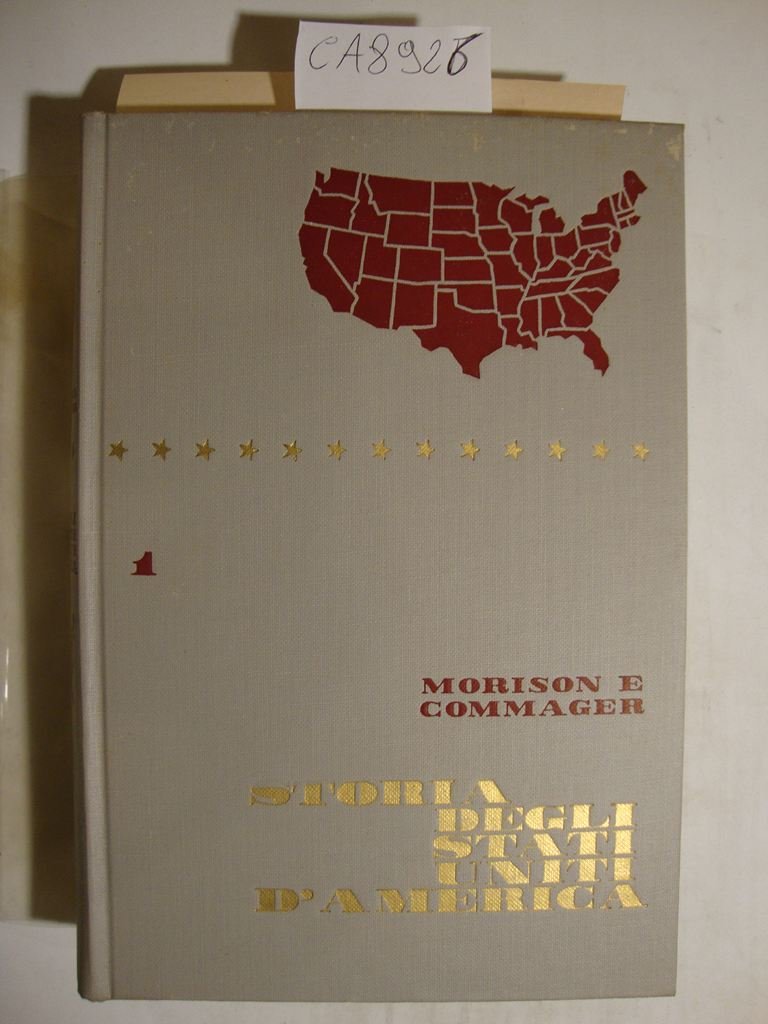 CA8926
1
MORISON E
COMMAGER
STORIA
DEGLI
STATI
UNITI
D'AMERICA